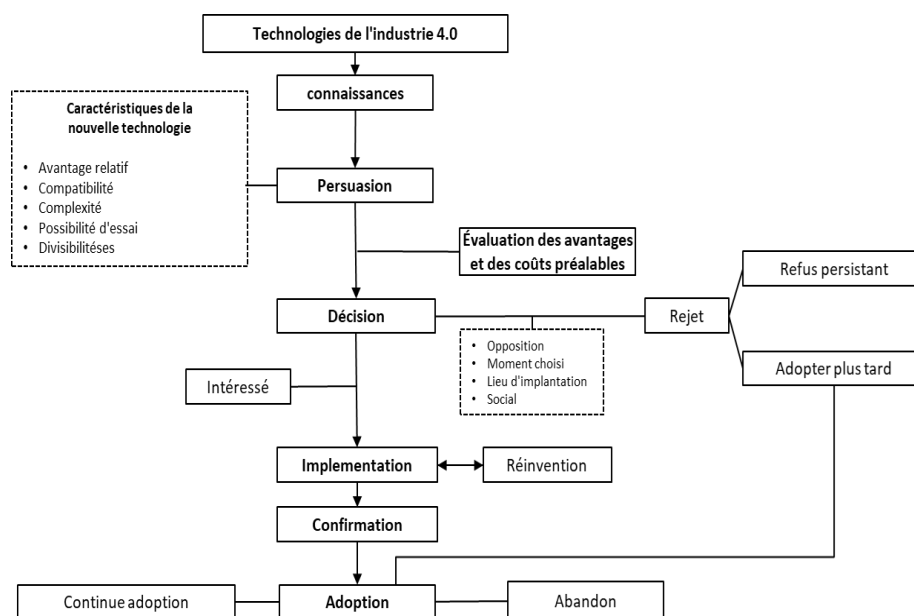 Technologies de l'industrie 4.0
connaissances
Caractéristiques de la
nouvelle technologie
• Avantage relatif
• Compatibilité
• Complexité
• Possibilité d'essai
• Divisibilitéses
Persuasion
Évaluation des avantages
et des coûts préalables
Refus persistant
Décision
Rejet
• Opposition
• Moment choisi
• Lieu d'implantation
• Social
Adopter plus tard
Intéressé
Implementation
Réinvention
Confirmation
Continue adoption
Adoption
Abandon